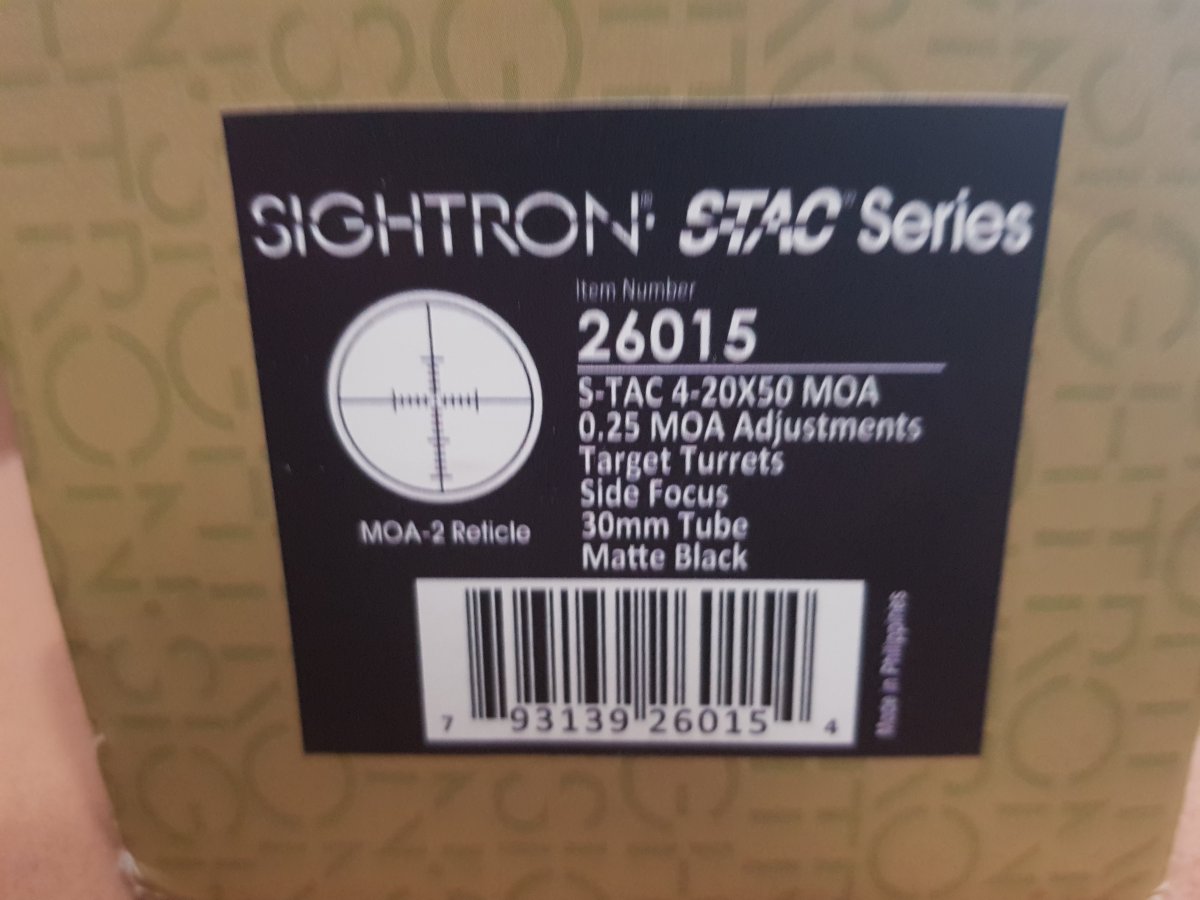 SIGHTRON® S-TAC™ Series
Item Number
26015
S-TAC 4-20X50 MOA
0.25 MOA Adjustments
Target Turrets
Side Focus
30mm Tube
Matte Black
MOA-2 Reticle
7 93139 26015 4
Made in Philippines